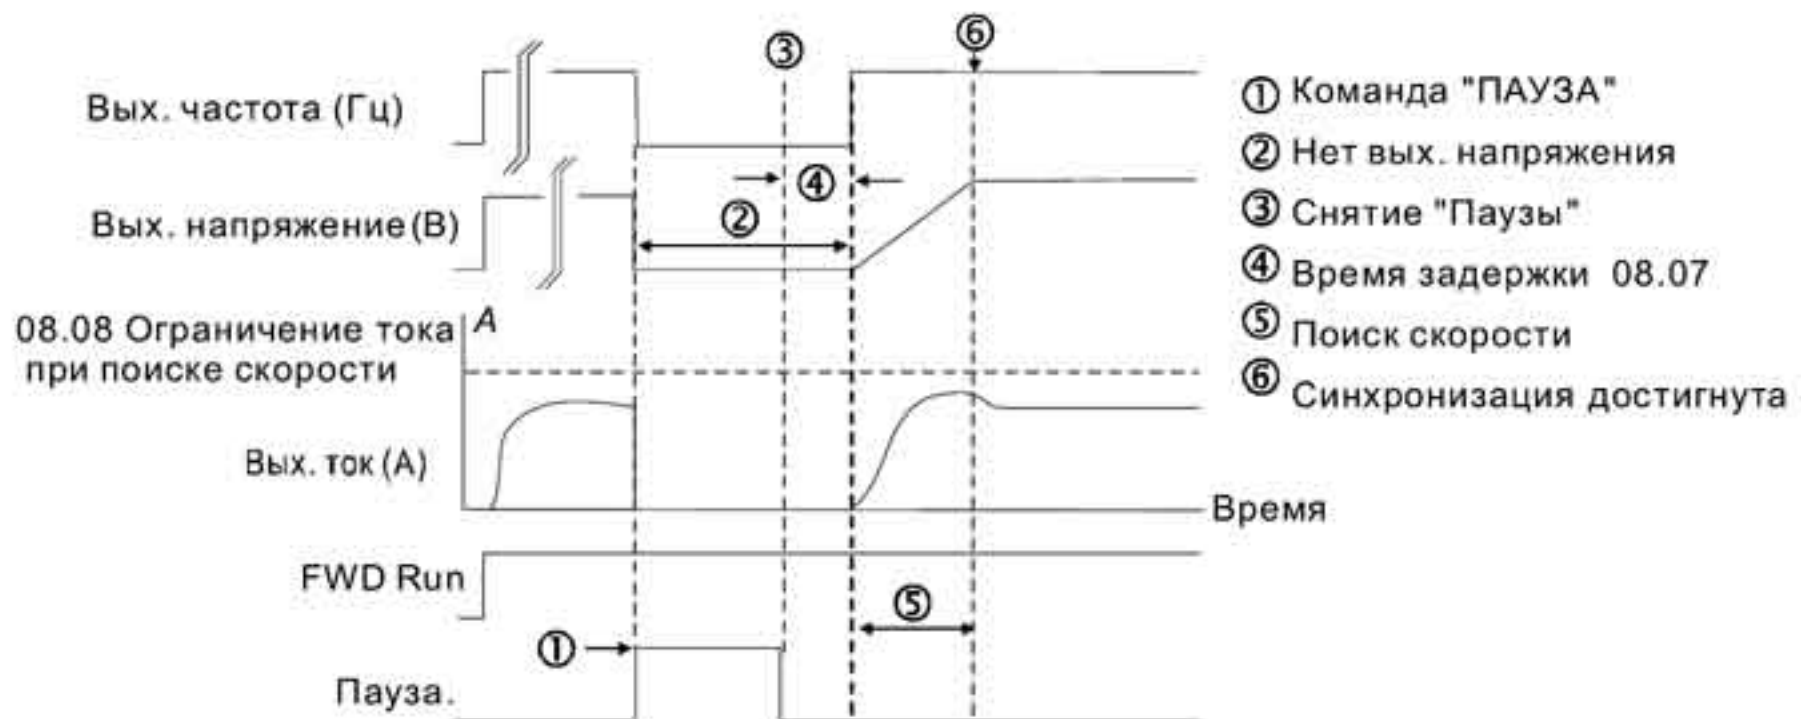 ⑥
③
Вых. частота (Гц)
① Команда "ПАУЗА"
② Нет вых. напряжения
④
③ Снятие "Паузы"
Вых. напряжение (В)
②
④ Время задержки 08.07
08.08 Ограничение тока
при поиске скорости
A
⑤ Поиск скорости
⑥ Синхронизация достигнута
Вых. ток (А)
Время
FWD Run
⑤
①
Пауза.